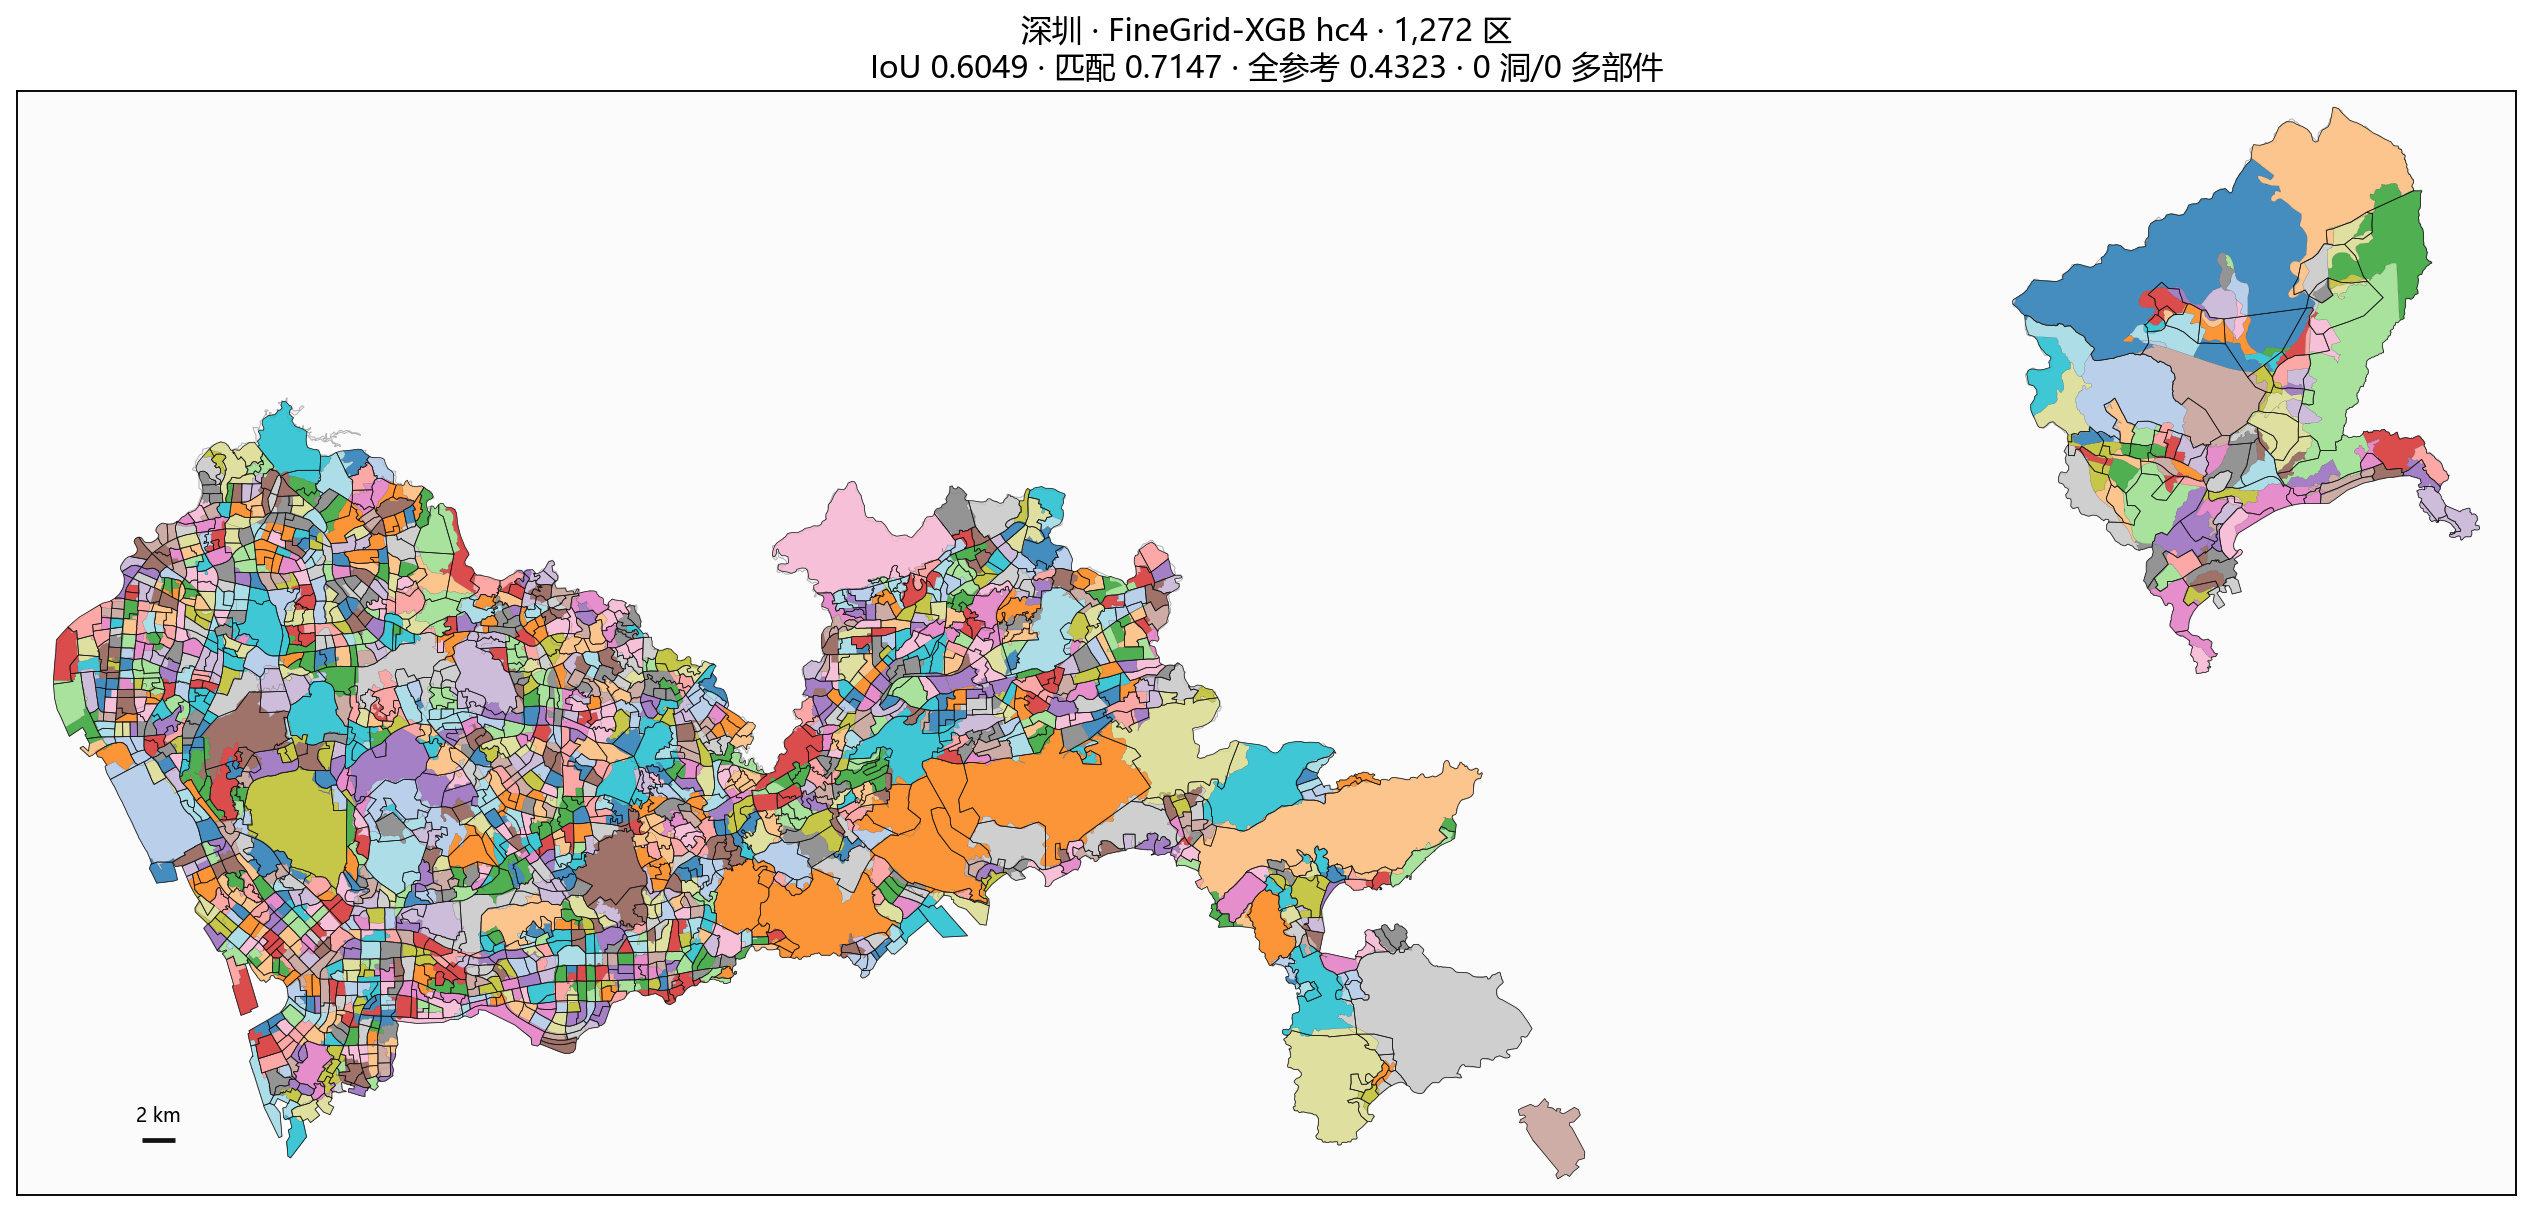 深圳 · FineGrid-XGB hc4 · 1,272 区
IoU 0.6049 · 匹配 0.7147 · 全参考 0.4323 · 0 洞/0 多部件
2 km